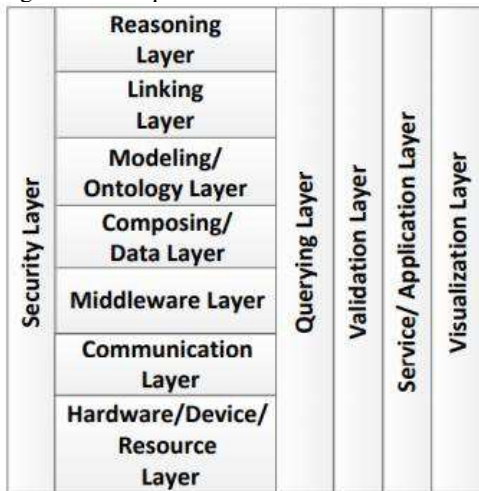 Security Layer
Reasoning
Layer
Linking
Layer
Modeling/
Ontology Layer
Composing/
Data Layer
Middleware Layer
Communication
Layer
Hardware/Device/
Resource
Layer
Querying Layer
Validation Layer
Service/ Application Layer
Visualization Layer